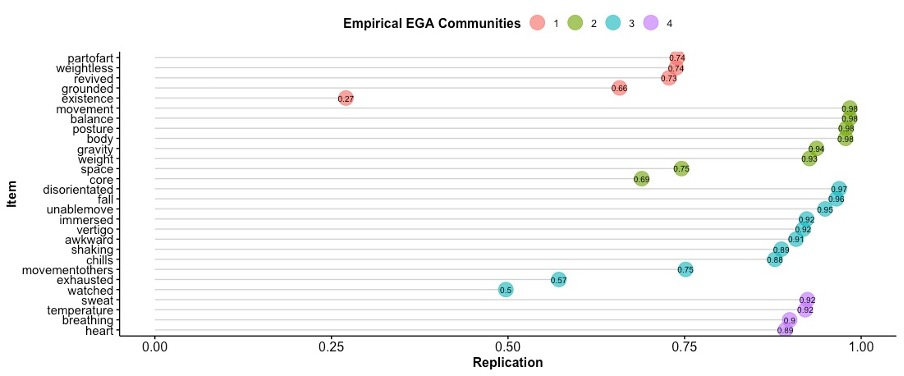 Empirical EGA Communities 1 2 3 4
partofart 0.74
weightless 0.74
revived 0.73
grounded 0.66
existence 0.27
movement 0.98
balance 0.98
posture 0.98
body 0.98
gravity 0.94
weight 0.93
space 0.75
core 0.69
disorientated 0.97
fall 0.96
unablemove 0.95
immersed 0.92
vertigo 0.92
awkward 0.91
shaking 0.89
chills 0.88
movementothers 0.75
exhausted 0.57
watched 0.5
sweat 0.92
temperature 0.92
breathing 0.9
heart 0.89
Item
0.00 0.25 0.50 0.75 1.00
Replication